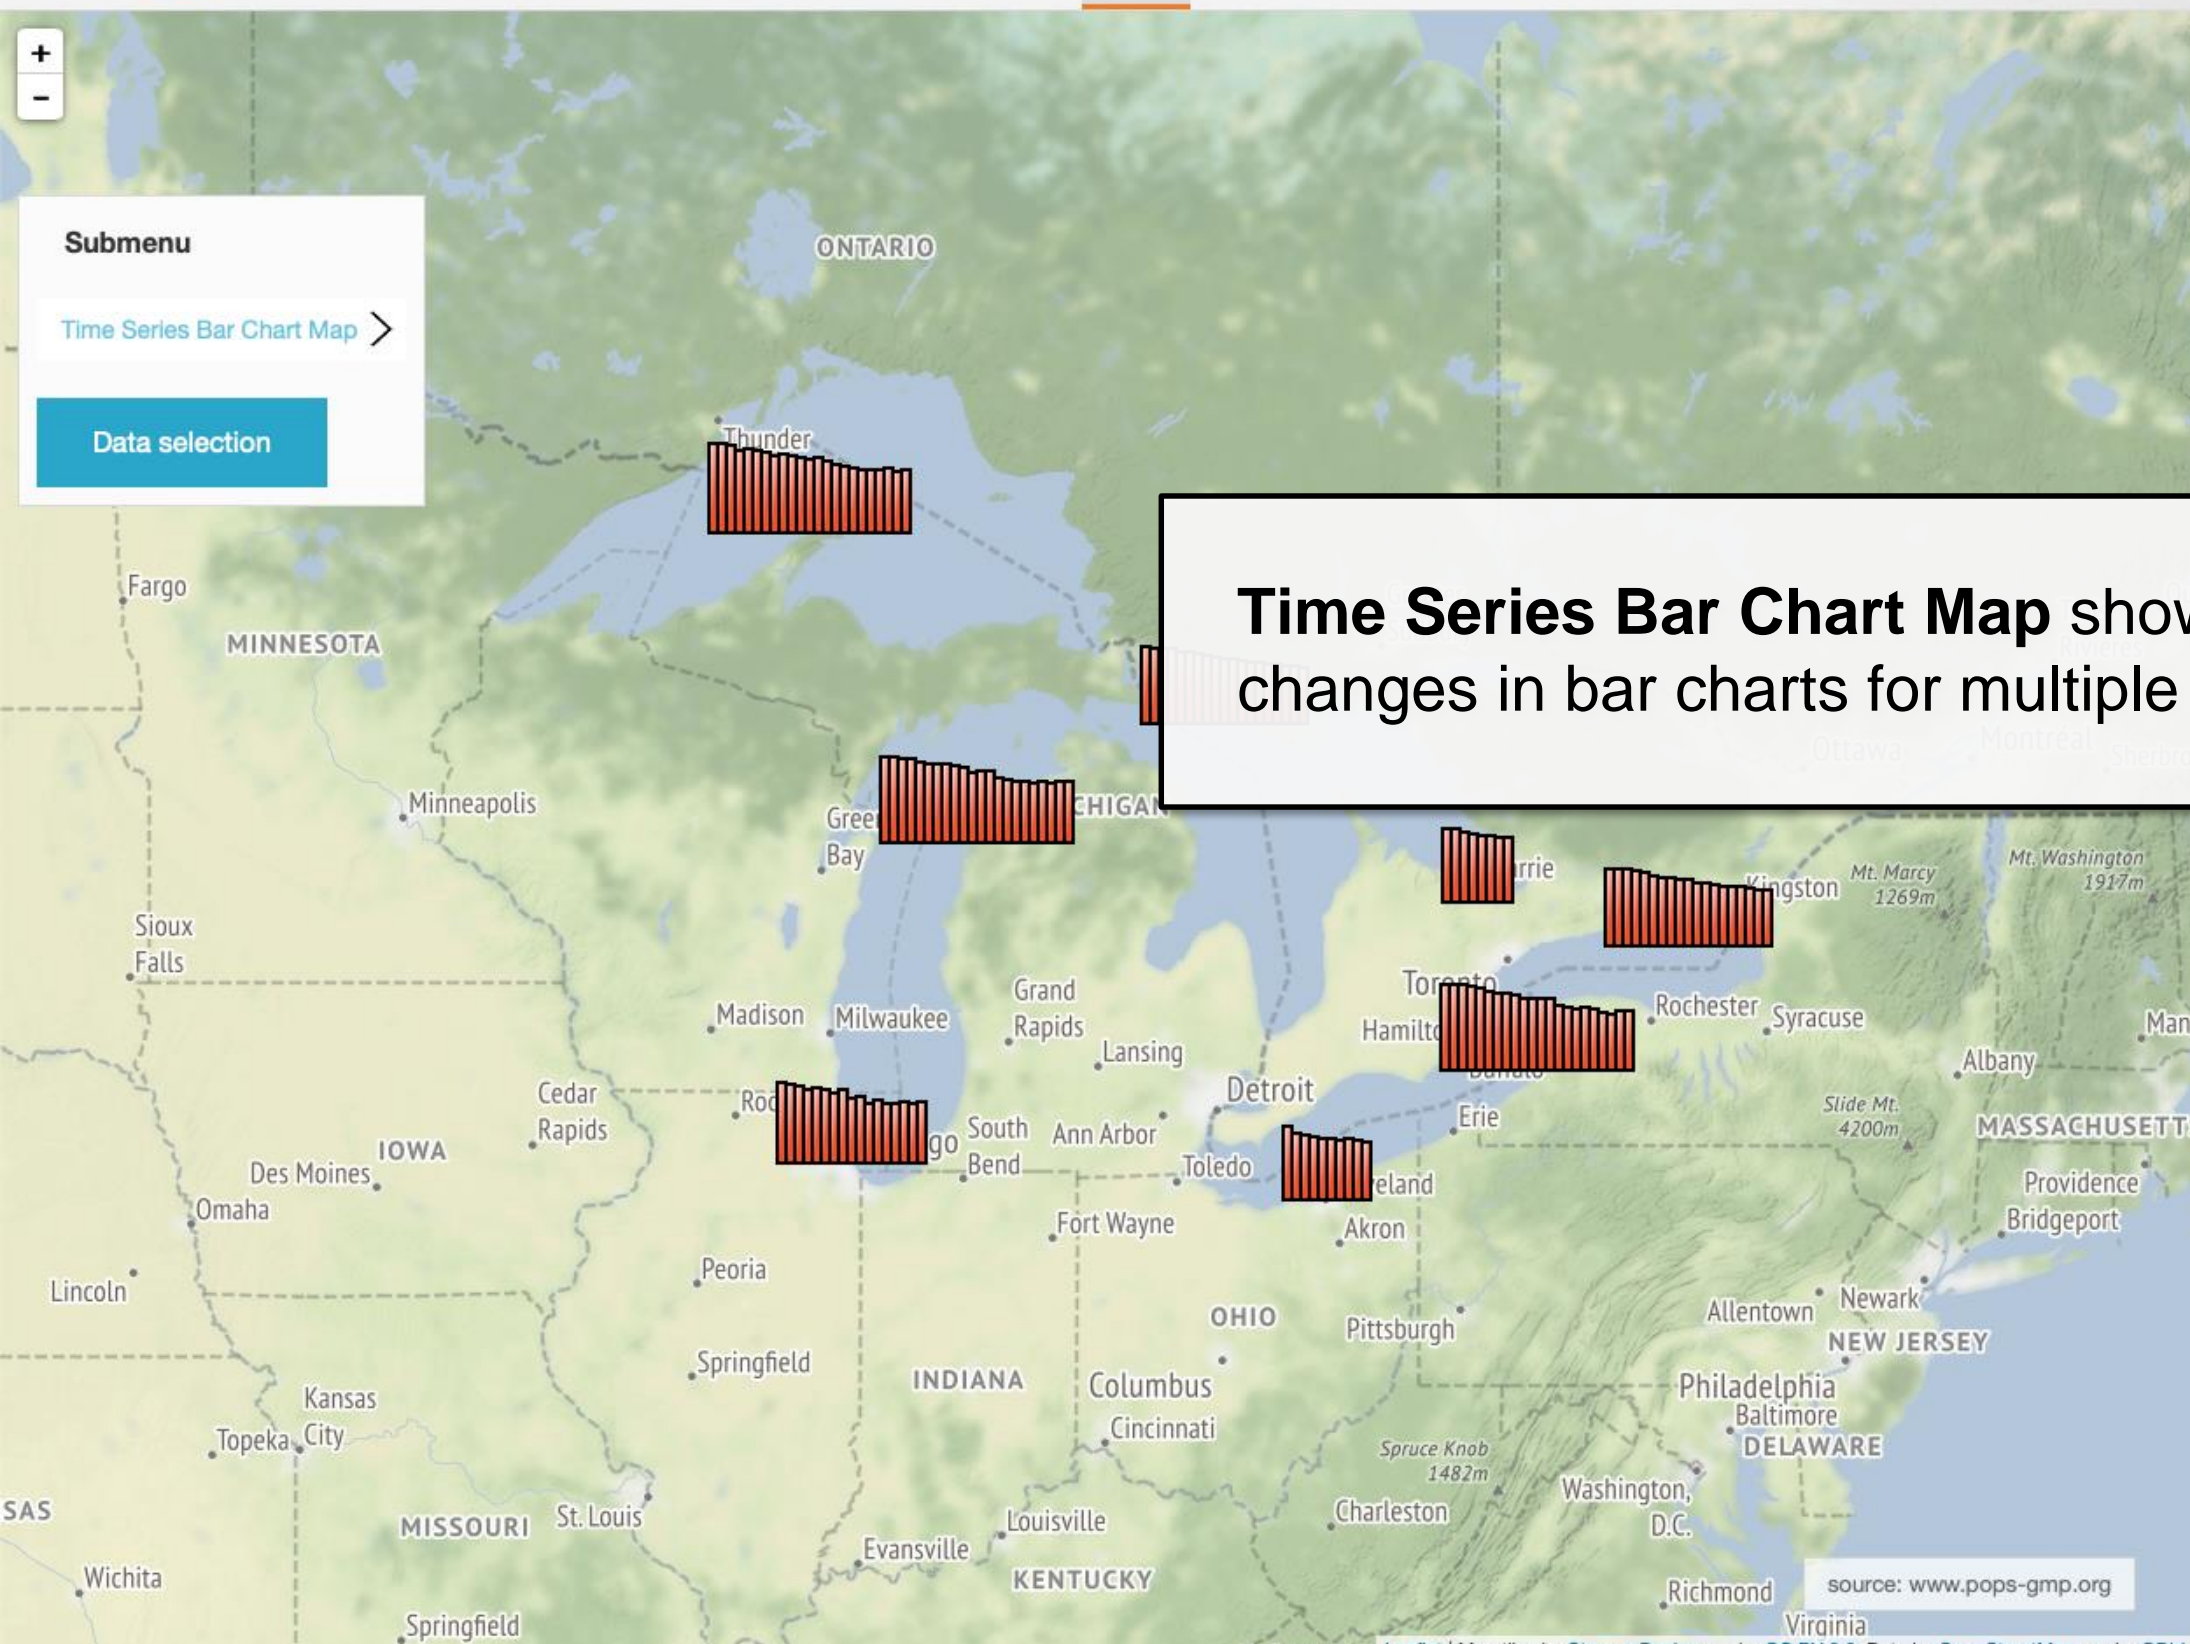 +
-
Submenu
Time Series Bar Chart Map
Data selection
ONTARIO
Thunder
Time Series Bar Chart Map
changes in bar charts for multiple
Fargo
MINNESOTA
Minneapolis
Bay
Ottawa
Montreal
Kingston
Mt. Marcy
1269m
Mt. Washington
1917m
Sioux
Falls
Madison
Milwaukee
Grand
Rapids
Lansing
Toronto
Rochester
Syracuse
Albany
Detroit
Cedar
Rapids
South
Bend
Ann Arbor
Erie
Slide Mt.
4200m
IOWA
Des Moines
Toledo
Omaha
Fort Wayne
Akron
Providence
Bridgeport
Peoria
Lincoln
OHIO
Pittsburgh
Allentown
Newark
NEW JERSEY
Springfield
INDIANA
Columbus
Philadelphia
Kansas
City
Cincinnati
Baltimore
DELAWARE
Topeka
Spruce Knob
1482m
Washington,
D.C.
SAS
MISSOURI
St. Louis
Louisville
Charleston
Evansville
KENTUCKY
Wichita
Richmond
source: www.pops-gmp.org
Springfield
Virginia